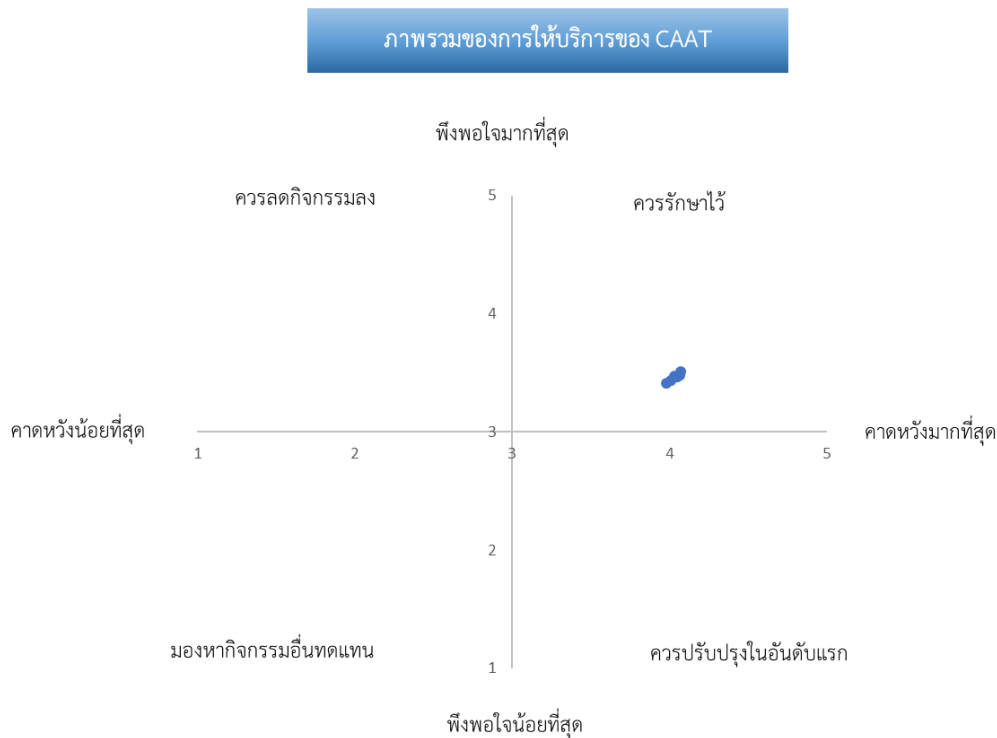 ภาพรวมของการให้บริการของ CAAT
พึงพอใจมากที่สุด
ควรลดกิจกรรมลง
5
ควรรักษาไว้
4
คาดหวังน้อยที่สุด
3
คาดหวังมากที่สุด
1 2 3 4 5
2
มองหากิจกรรมอื่นทดแทน
ควรปรับปรุงในอันดับแรก
1
พึงพอใจน้อยที่สุด